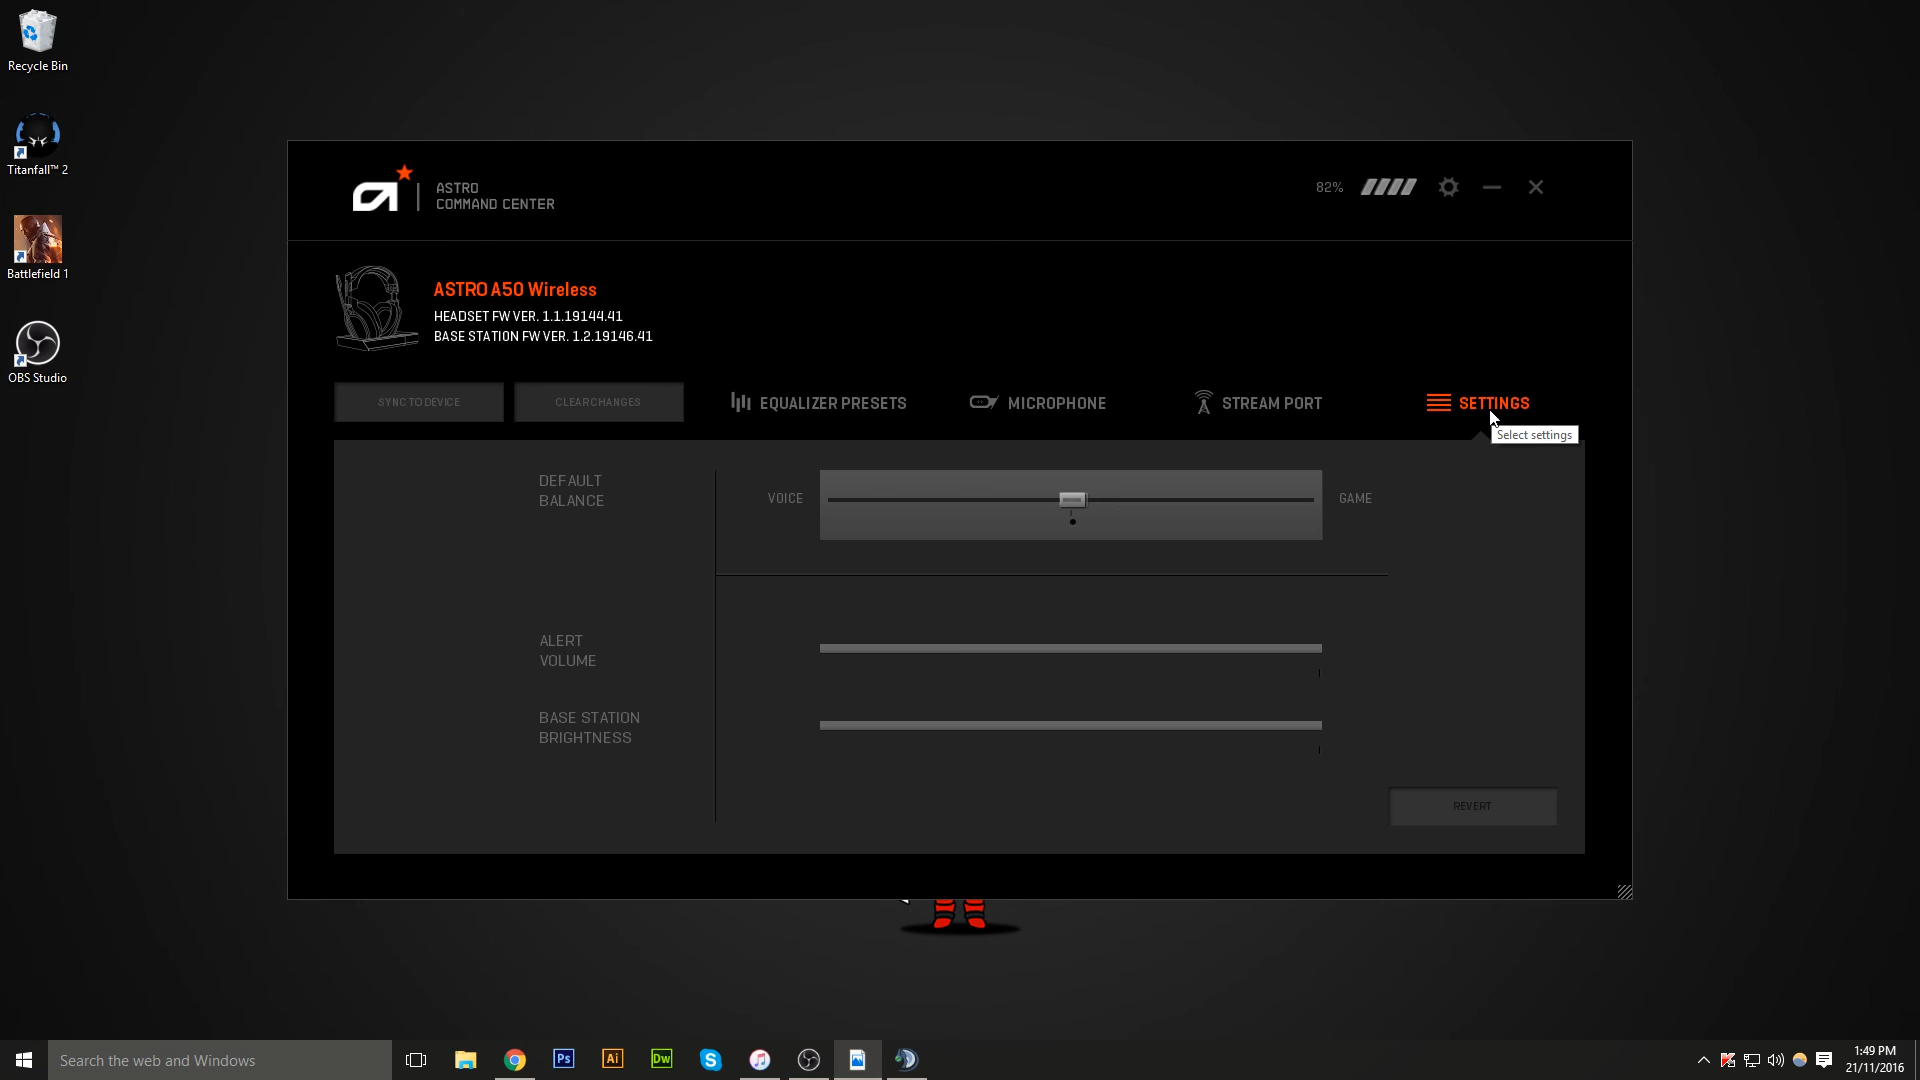 Recycle Bin
Titanfall™ 2
Battlefield 1
OBS Studio
ASTRO
COMMAND CENTER
82%
ASTRO A50 Wireless
HEADSET FW VER. 1.1.19144.41
BASE STATION FW VER. 1.2.19146.41
SYNC TO DEVICE
CLEAR CHANGES
EQUALIZER PRESETS
MICROPHONE
STREAM PORT
SETTINGS
Select settings
DEFAULT
BALANCE
VOICE
GAME
ALERT
VOLUME
BASE STATION
BRIGHTNESS
REVERT
Search the web and Windows
Ps
Ai
Dw
1:49 PM
21/11/2016